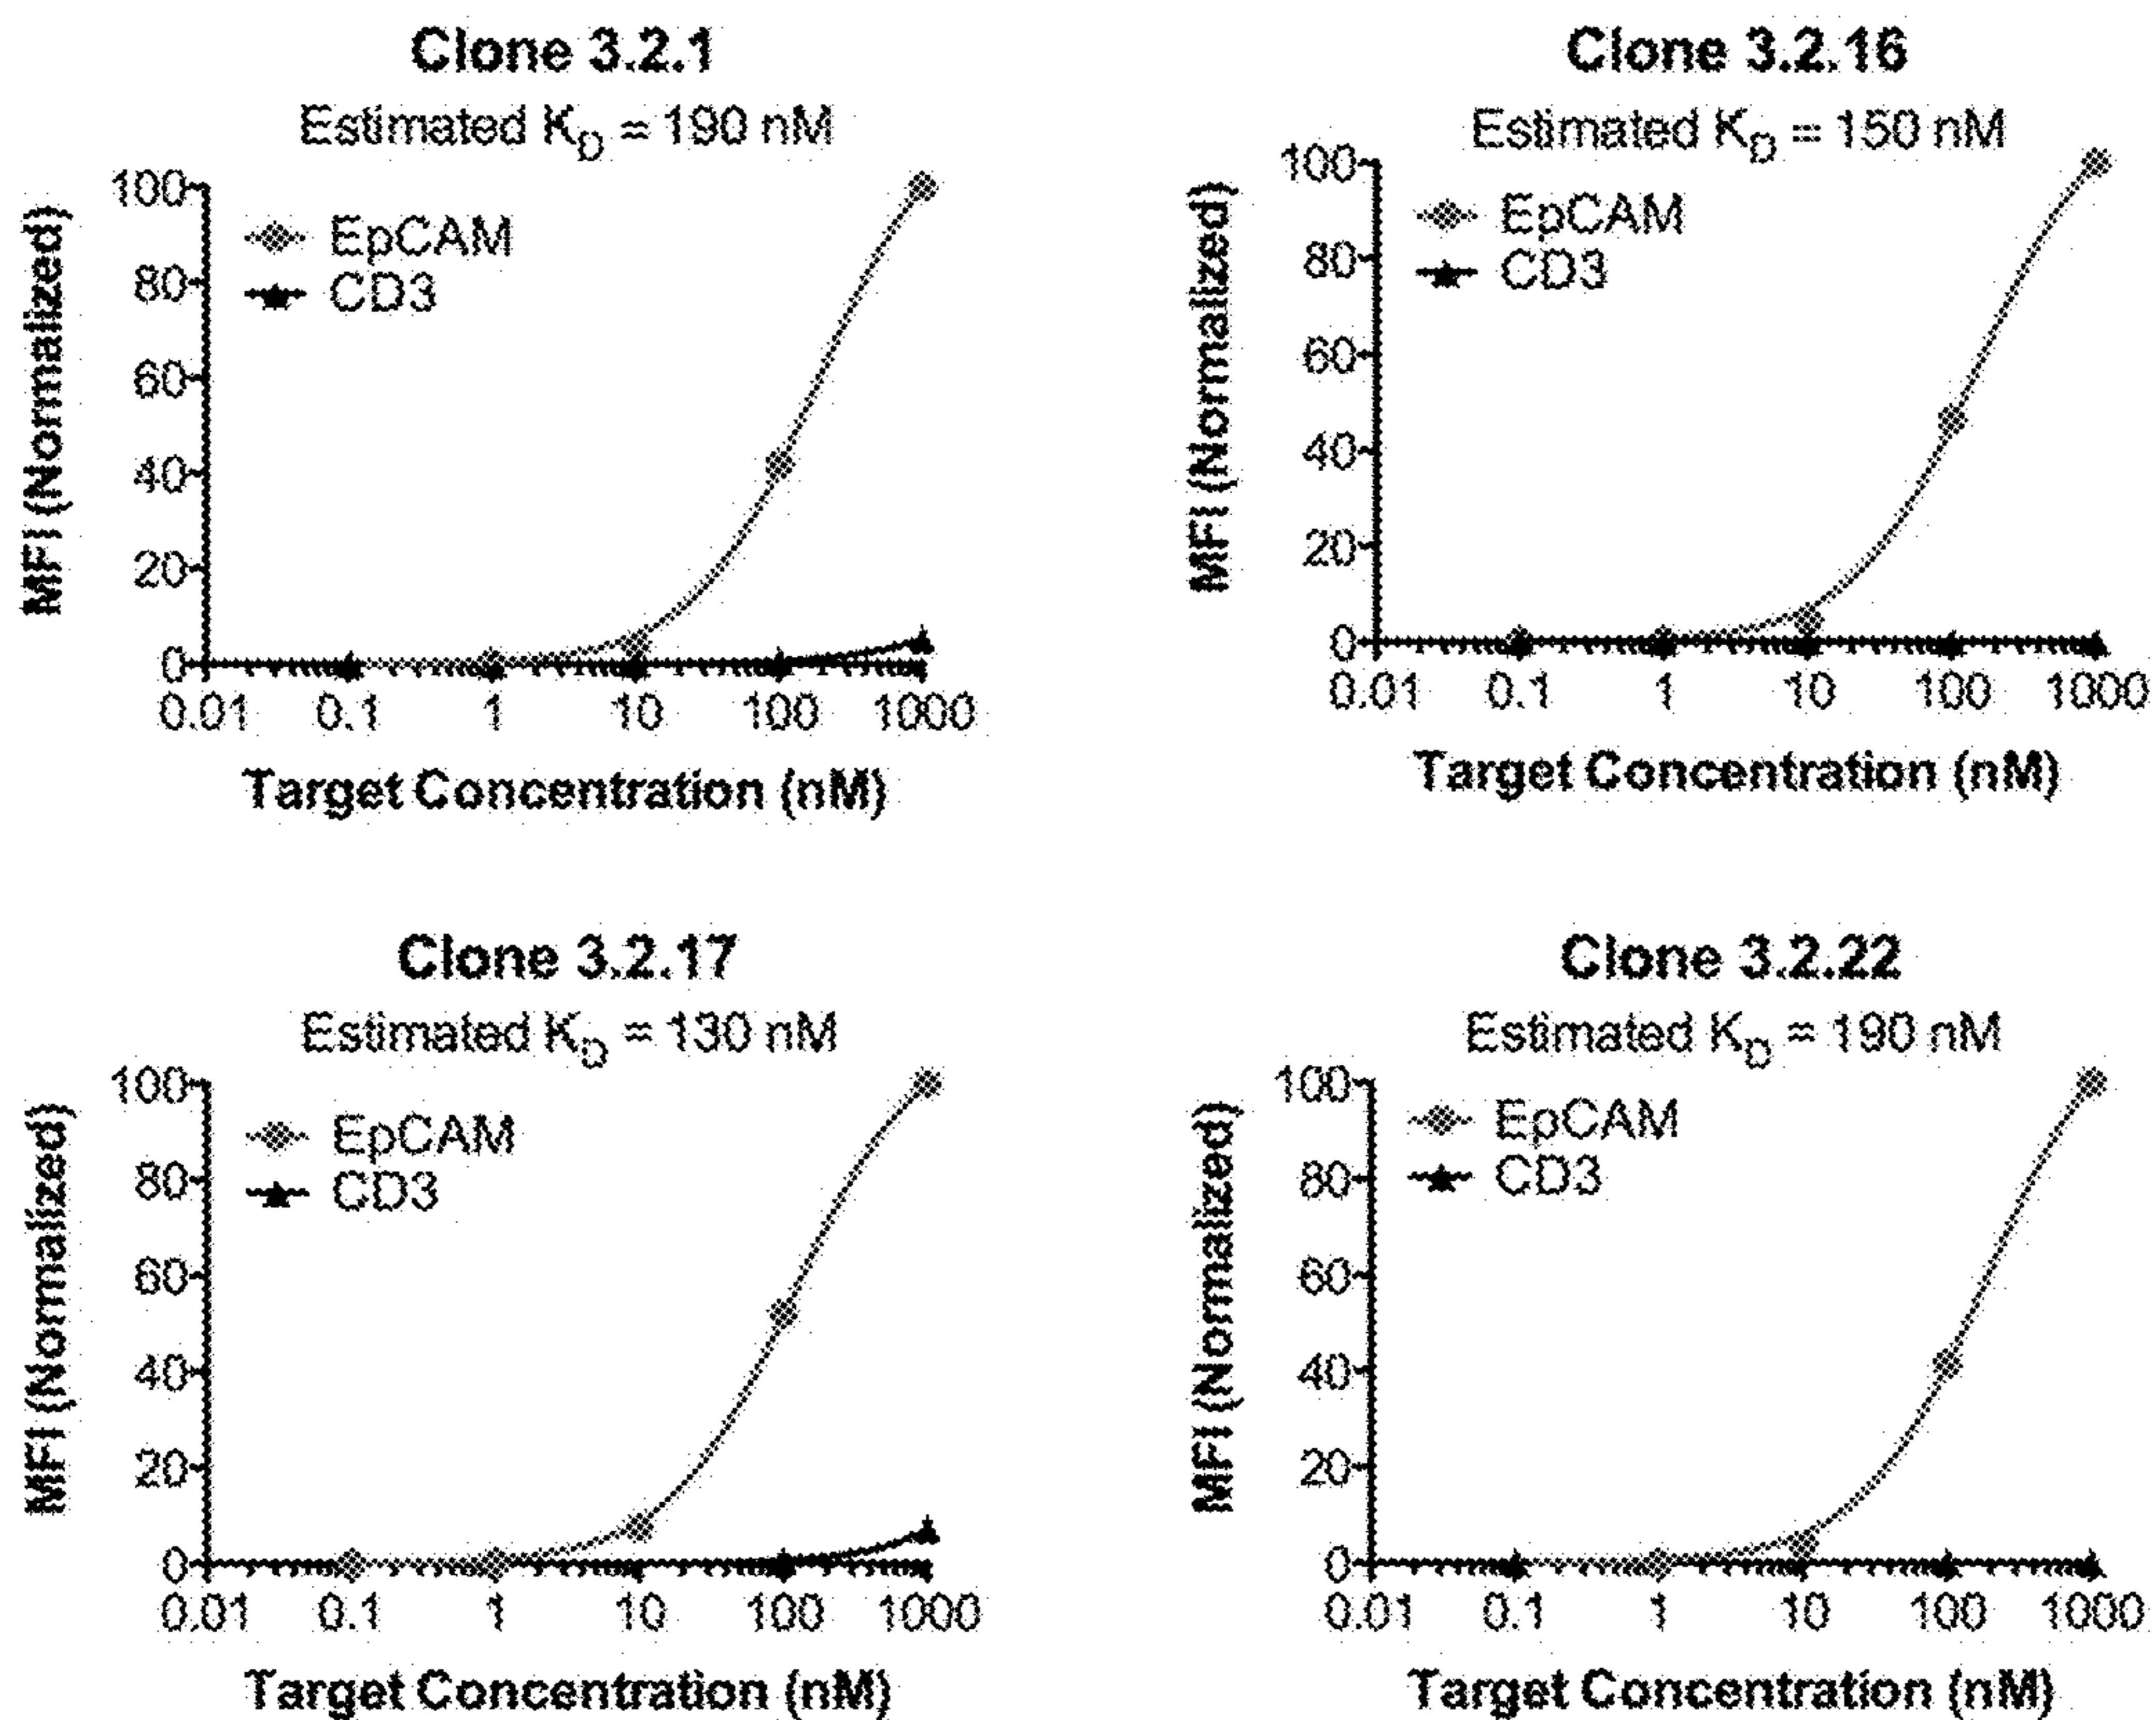 Clone 3.2.1
Estimated K_D = 190 nM
MFI (Normalized)
100
80
60
40
20
0
EpCAM
CD3
0.01 0.1 1 10 100 1000
Target Concentration (nM)
Clone 3.2.16
Estimated K_D = 150 nM
MFI (Normalized)
100
80
60
40
20
0
EpCAM
CD3
0.01 0.1 1 10 100 1000
Target Concentration (nM)
Clone 3.2.17
Estimated K_D = 130 nM
MFI (Normalized)
100
80
60
40
20
0
EpCAM
CD3
0.01 0.1 1 10 100 1000
Target Concentration (nM)
Clone 3.2.22
Estimated K_D = 190 nM
MFI (Normalized)
100
80
60
40
20
0
EpCAM
CD3
0.01 0.1 1 10 100 1000
Target Concentration (nM)